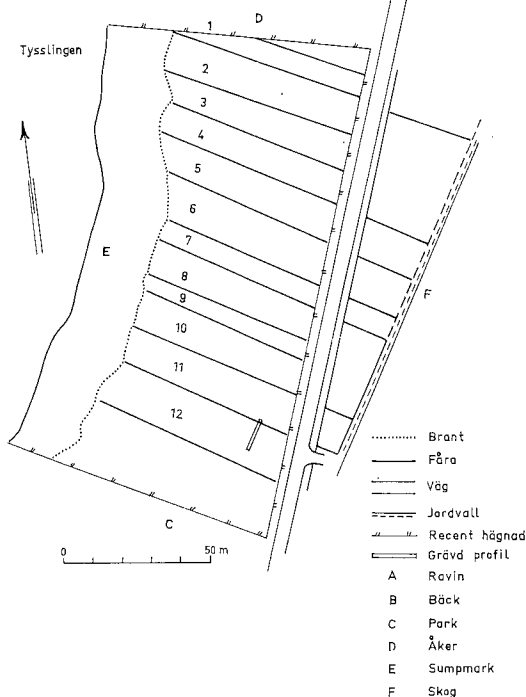 1
D
Tysslingen
2
3
4
5
6
E
7
F
8
9
10
11
12
C
0 50 m
Brant
Fåra
Väg
Jordvall
Recent hägnad
Grävd profil
A Ravin
B Bäck
C Park
D Åker
E Sumpmark
F Skog